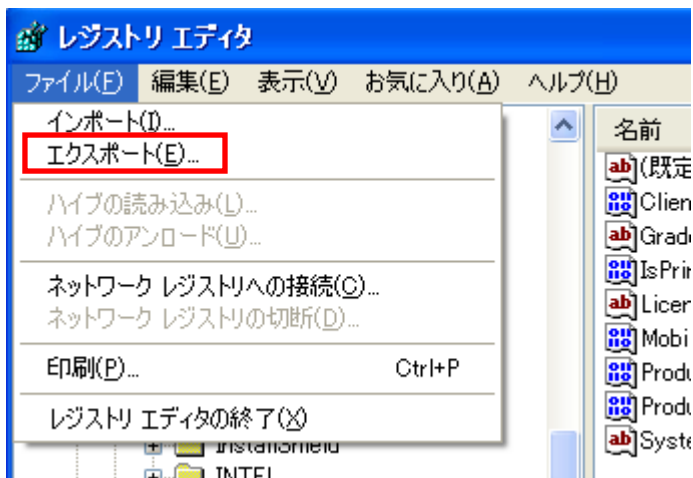 レジストリ エディタ
ファイル(F) 編集(E) 表示(V) お気に入り(A) ヘルプ(H)
インポート(I)...
エクスポート(E)...
ハイブの読み込み(L)...
ハイブのアンロード(U)...
ネットワーク レジストリへの接続(C)...
ネットワーク レジストリの切断(D)...
印刷(P)... Ctrl+P
レジストリ エディタの終了(X)
InstallShield
INTEL
名前
(既定
Clien
Grade
IsPrin
Licen
Mobi
Produ
Produ
Syste